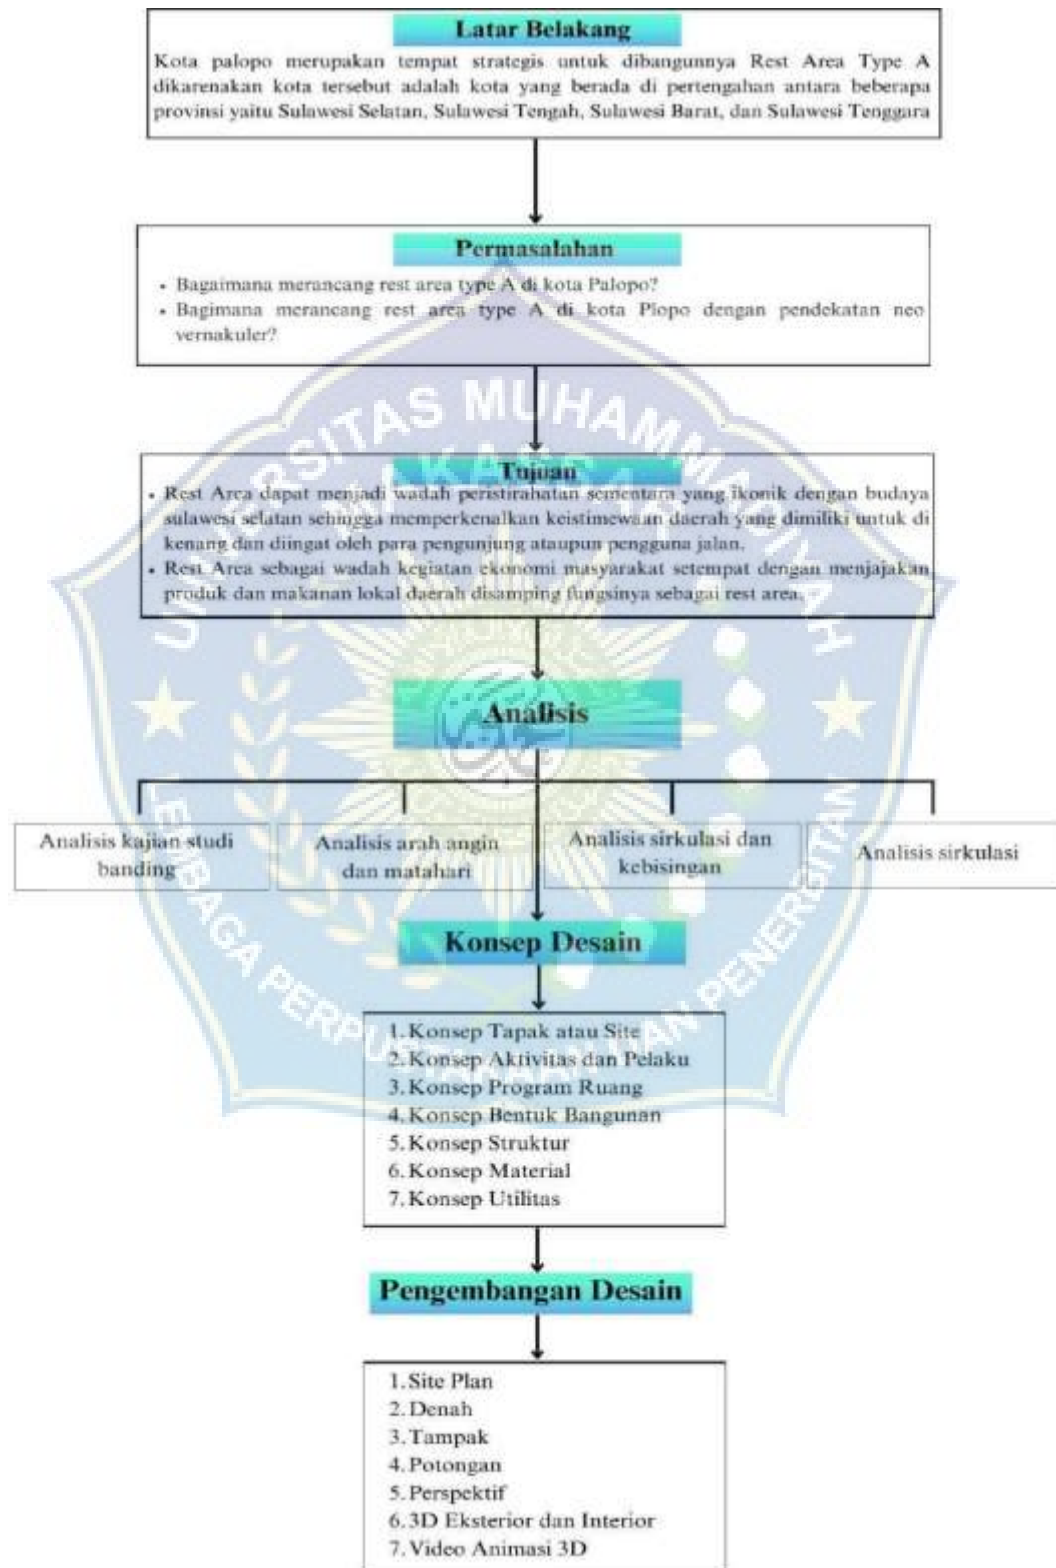 Latar Belakang
Kota palopo merupakan tempat strategis untuk dibangunnya Rest Area Type A
dikarenakan kota tersebut adalah kota yang berada di pertengahan antara beberapa
provinsi yaitu Sulawesi Selatan, Sulawesi Tengah, Sulawesi Barat, dan Sulawesi Tenggara
Permasalahan
• Bagaimana merancang rest area type A di kota Palopo?
• Bagimana merancang rest area type A di kota Plopo dengan pendekatan neo
vernakuler?
Tujuan
• Rest Area dapat menjadi wadah peristirahatan sementara yang ikonik dengan budaya
sulawesi selatan sehingga memperkenalkan keistimewaan daerah yang dimiliki untuk di
kenang dan diingat oleh para pengunjung ataupun pengguna jalan.
• Rest Area sebagai wadah kegiatan ekonomi masyarakat setempat dengan menjajakan
produk dan makanan lokal daerah disamping fungsinya sebagai rest area.
Analisis
Analisis kajian studi
banding
Analisis arah angin
dan matahari
Analisis sirkulasi dan
kebisingan
Analisis sirkulasi
Konsep Desain
1. Konsep Tapak atau Site
2. Konsep Aktivitas dan Pelaku
3. Konsep Program Ruang
4. Konsep Bentuk Bangunan
5. Konsep Struktur
6. Konsep Material
7. Konsep Utilitas
Pengembangan Desain
1. Site Plan
2. Denah
3. Tampak
4. Potongan
5. Perspektif
6. 3D Eksterior dan Interior
7. Video Animasi 3D
UNIVERSITAS MUHAMMADIYAH
MAKASSAR
LEMBAGA PERPUSTAKAAN DAN PENERBITAN